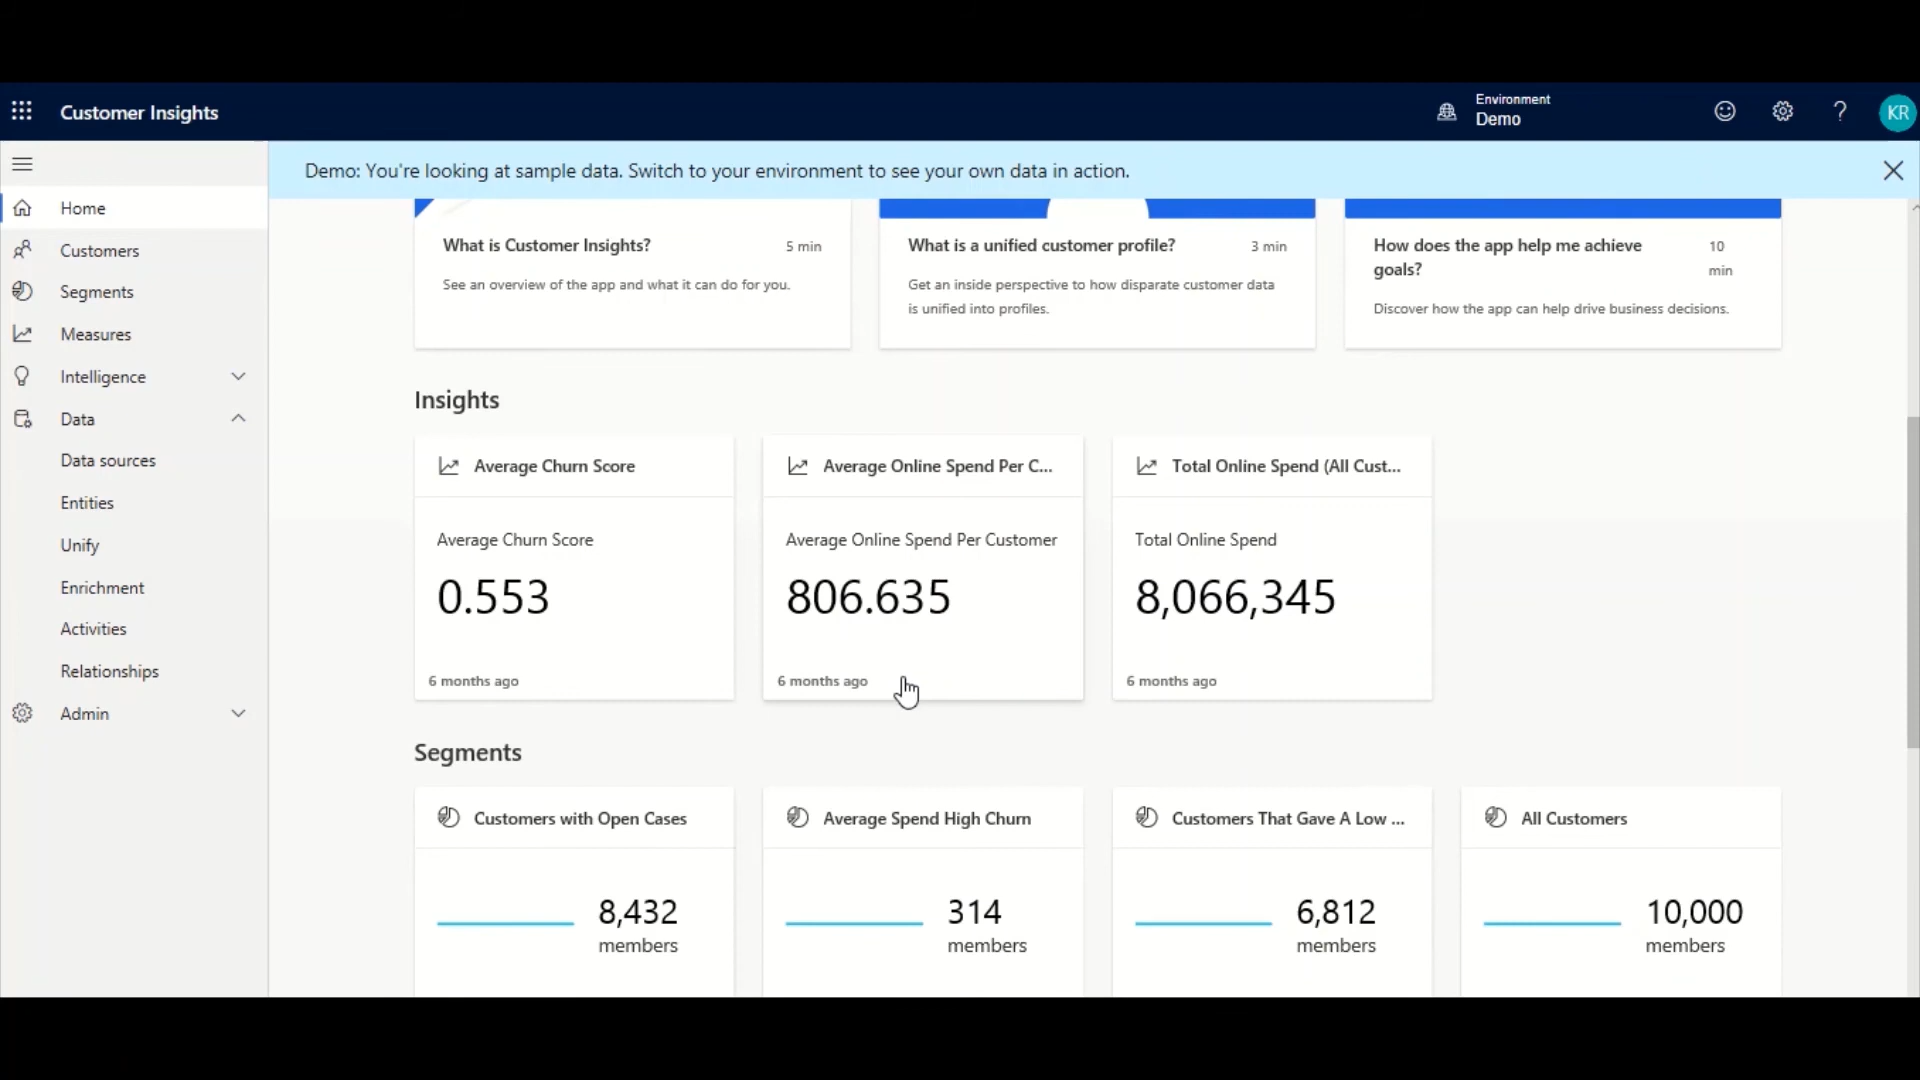 Customer Insights
Environment
Demo
?
KR
Demo: You're looking at sample data. Switch to your environment to see your own data in action.
Home
Customers
Segments
Measures
Intelligence
Data
Data sources
Entities
Unify
Enrichment
Activities
Relationships
Admin
What is Customer Insights? 5 min
See an overview of the app and what it can do for you.
What is a unified customer profile? 3 min
Get an inside perspective to how disparate customer data
is unified into profiles.
How does the app help me achieve 10
goals? min
Discover how the app can help drive business decisions.
Insights
Average Churn Score
Average Churn Score
0.553
6 months ago
Average Online Spend Per C...
Average Online Spend Per Customer
806.635
6 months ago
Total Online Spend (All Cust...
Total Online Spend
8,066,345
6 months ago
Segments
Customers with Open Cases
8,432
members
Average Spend High Churn
314
members
Customers That Gave A Low ...
6,812
members
All Customers
10,000
members